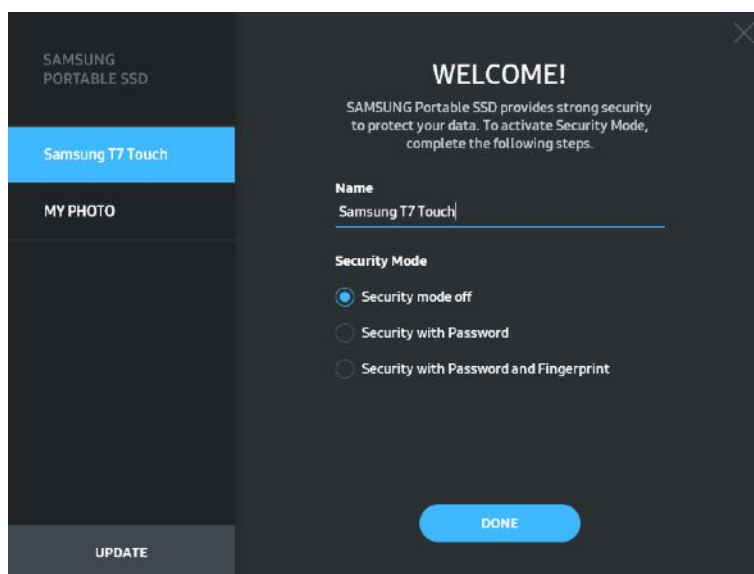 SAMSUNG
PORTABLE SSD
Samsung T7 Touch
MY PHOTO
UPDATE
WELCOME!
SAMSUNG Portable SSD provides strong security
to protect your data. To activate Security Mode,
complete the following steps.
Name
Samsung T7 Touch
Security Mode
Security mode off
Security with Password
Security with Password and Fingerprint
DONE